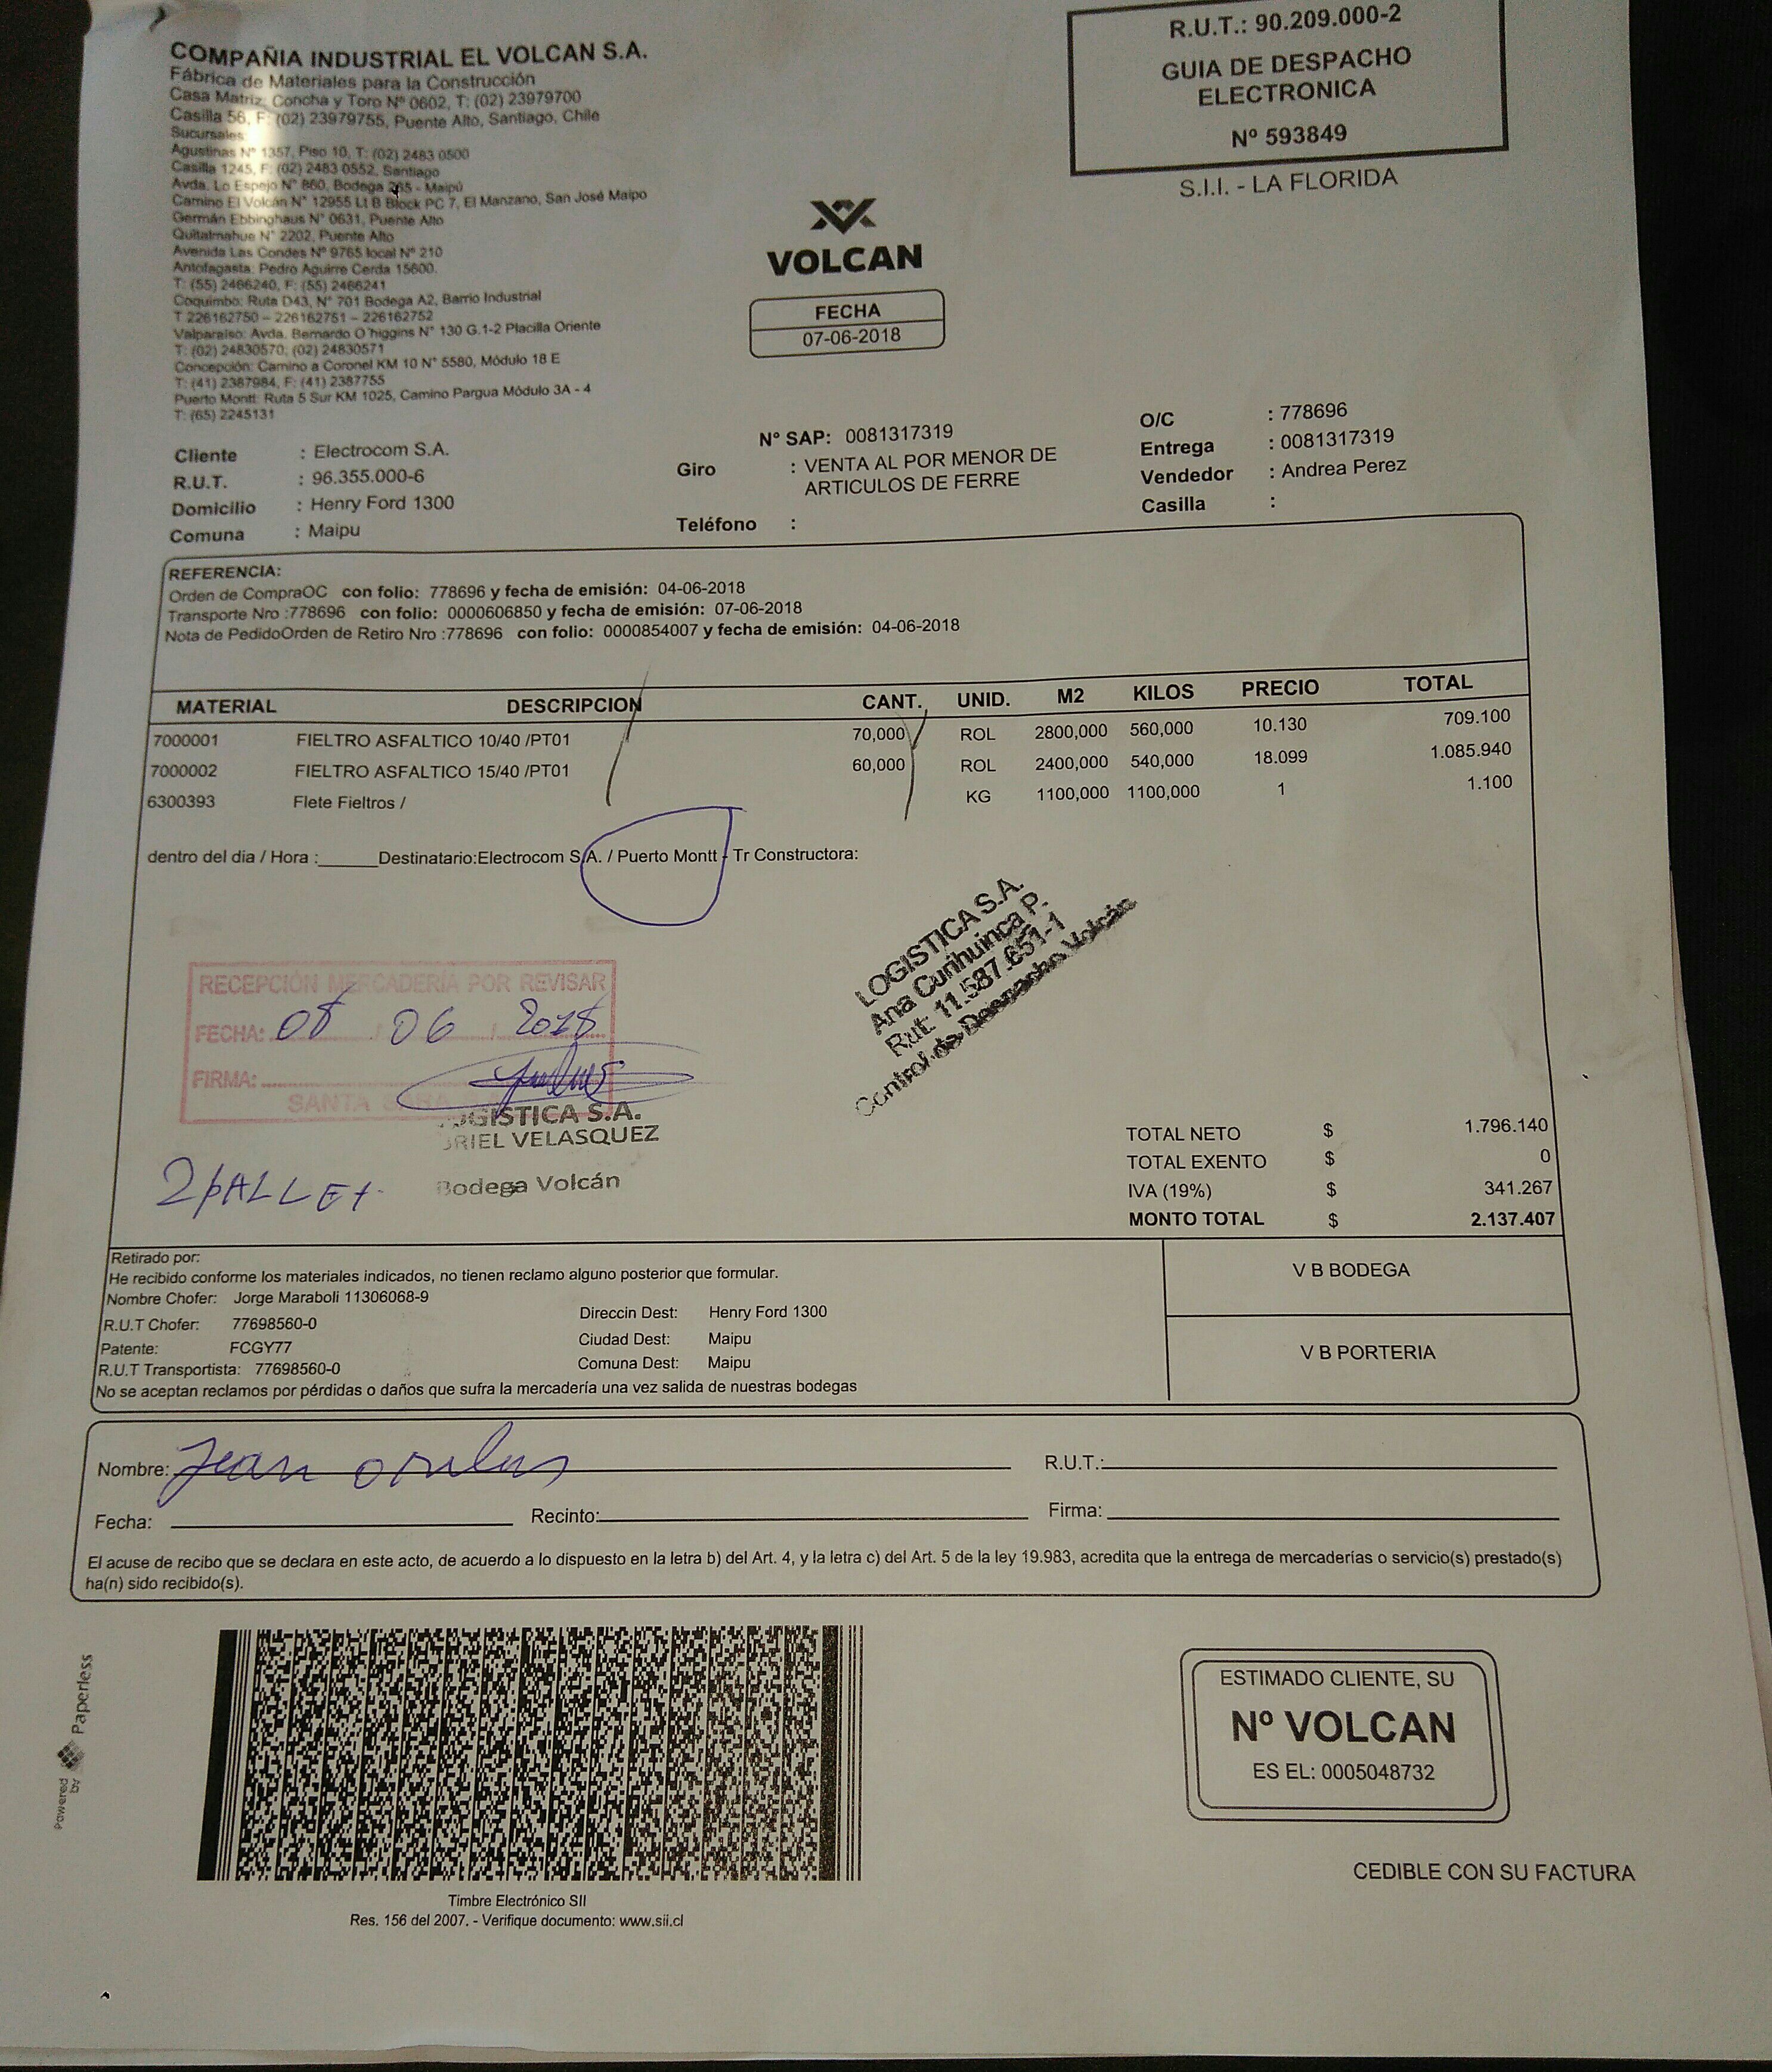 COMPAÑIA INDUSTRIAL EL VOLCAN S.A.
Fábrica de Materiales para la Construcción
Casa Matriz: Concha y Toro Nº 0602, T: (02) 23979700
Casilla 56, F: (02) 23979755, Puente Alto, Santiago, Chile
Sucursales:
Agustinas N° 1357, Piso 10, T: (02) 2483 0500
Casilla 1245, F: (02) 2483 0552, Santiago
Avda. Lo Espejo N° 860, Bodega 265 - Maipú
Camino El Volcán N° 12955 Lt B Block PC 7, El Manzano, San José Maipo
Germán Ebbinghaus N° 0631, Puente Alto
Quitalmahue N° 2202, Puente Alto
Avenida Las Condes Nº 9765 local Nº 210
Antofagasta: Pedro Aguirre Cerda 15600.
T: (55) 2466240, F: (55) 2466241
Coquimbo: Ruta D43, N° 701 Bodega A2, Barrio Industrial
T 226162750 – 226162751 – 226162752
Valparaíso: Avda. Bernardo O'higgins N° 130 G.1-2 Placilla Oriente
T: (02) 24830570; (02) 24830571
Concepción: Camino a Coronel KM 10 N° 5580, Módulo 18 E
T: (41) 2387984, F: (41) 2387755
Puerto Montt: Ruta 5 Sur KM 1025, Camino Pargua Módulo 3A - 4
T: (65) 2245131
R.U.T.: 90.209.000-2
GUIA DE DESPACHO
ELECTRONICA
Nº 593849
S.I.I. - LA FLORIDA
VOLCAN
FECHA
07-06-2018
Cliente : Electrocom S.A.
R.U.T. : 96.355.000-6
Domicilio : Henry Ford 1300
Comuna : Maipu
Nº SAP: 0081317319
Giro : VENTA AL POR MENOR DE
ARTICULOS DE FERRE
Teléfono :
O/C : 778696
Entrega : 0081317319
Vendedor : Andrea Perez
Casilla :
REFERENCIA:
Orden de CompraOC con folio: 778696 y fecha de emisión: 04-06-2018
Transporte Nro :778696 con folio: 0000606850 y fecha de emisión: 07-06-2018
Nota de PedidoOrden de Retiro Nro :778696 con folio: 0000854007 y fecha de emisión: 04-06-2018
MATERIAL DESCRIPCION CANT. UNID. M2 KILOS PRECIO TOTAL
7000001 FIELTRO ASFALTICO 10/40 /PT01 70,000 ROL 2800,000 560,000 10.130 709.100
7000002 FIELTRO ASFALTICO 15/40 /PT01 60,000 ROL 2400,000 540,000 18.099 1.085.940
6300393 Flete Fieltros / KG 1100,000 1100,000 1 1.100
dentro del dia / Hora :______Destinatario:Electrocom S.A. / Puerto Montt - Tr Constructora:
LOGISTICA S.A.
Ana Curihuinca P.
Rut: 11.587.651-1
Control de Despacho Volcán
RECEPCIÓN MERCADERÍA POR REVISAR
FECHA: 08 / 06 / 2018
FIRMA:
SANTA
LOGISTICA S.A.
VELASQUEZ
Bodega Volcán
2 PALLET
TOTAL NETO $ 1.796.140
TOTAL EXENTO $ 0
IVA (19%) $ 341.267
MONTO TOTAL $ 2.137.407
Retirado por:
He recibido conforme los materiales indicados, no tienen reclamo alguno posterior que formular.
Nombre Chofer: Jorge Maraboli 11306068-9
R.U.T Chofer: 77698560-0
Patente: FCGY77
R.U.T Transportista: 77698560-0
Direccin Dest: Henry Ford 1300
Ciudad Dest: Maipu
Comuna Dest: Maipu
No se aceptan reclamos por pérdidas o daños que sufra la mercadería una vez salida de nuestras bodegas
V B BODEGA
V B PORTERIA
Nombre: Jean
R.U.T.:
Fecha: Recinto: Firma:
El acuse de recibo que se declara en este acto, de acuerdo a lo dispuesto en la letra b) del Art. 4, y la letra c) del Art. 5 de la ley 19.983, acredita que la entrega de mercaderías o servicio(s) prestado(s)
ha(n) sido recibido(s).
Powered by Paperless
Timbre Electrónico SII
Res. 156 del 2007. - Verifique documento: www.sii.cl
ESTIMADO CLIENTE, SU
Nº VOLCAN
ES EL: 0005048732
CEDIBLE CON SU FACTURA